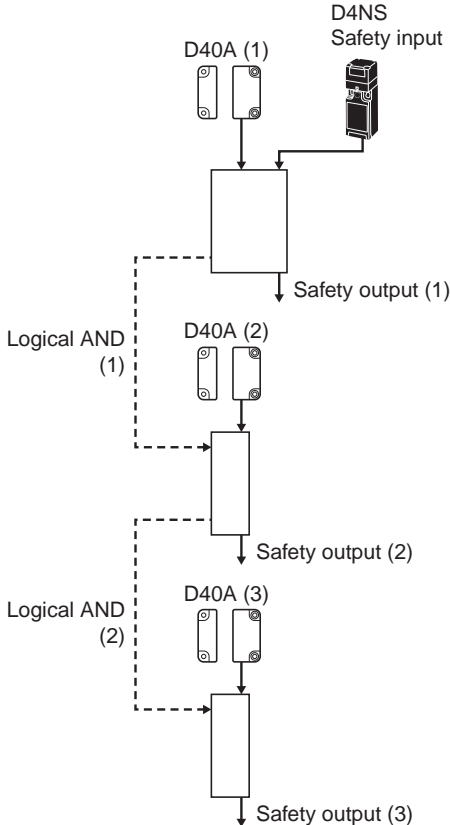 D4NS
Safety input
D40A (1)
Safety output (1)
Logical AND
(1)
D40A (2)
Safety output (2)
Logical AND
(2)
D40A (3)
Safety output (3)